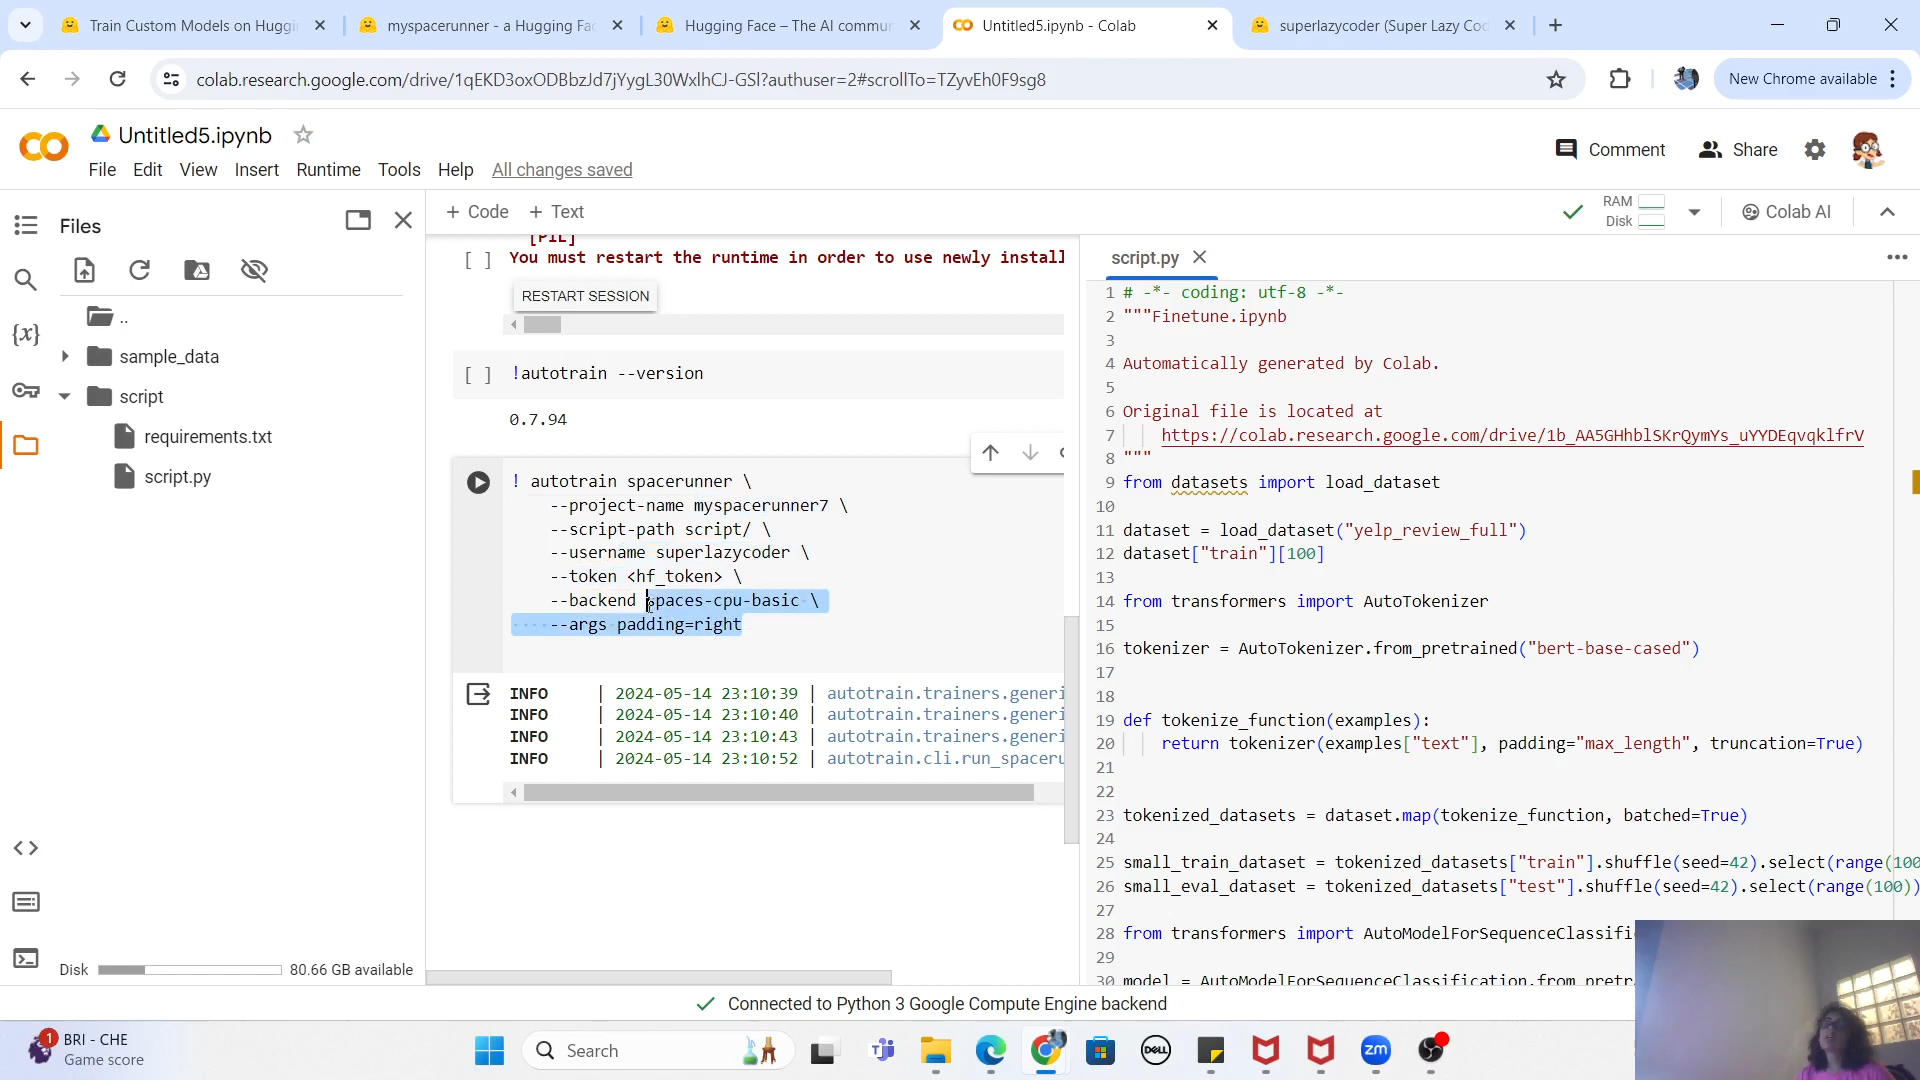 Train Custom Models on Huggir
myspacerunner - a Hugging Fac
Hugging Face – The AI commur
Untitled5.ipynb - Colab
superlazycoder (Super Lazy Coc
colab.research.google.com/drive/1qEKD3oxODBbzJd7jYygL30WxlhCJ-GSl?authuser=2#scrollTo=TZyvEh0F9sg8
New Chrome available
Untitled5.ipynb
File Edit View Insert Runtime Tools Help All changes saved
Comment
Share
Files
+ Code + Text
RAM
Disk
Colab AI
..
sample_data
script
requirements.txt
script.py
Disk 80.66 GB available
[PIL]
[ ] You must restart the runtime in order to use newly install
RESTART SESSION
[ ] !autotrain --version
0.7.94
! autotrain spacerunner \
--project-name myspacerunner7 \
--script-path script/ \
--username superlazycoder \
--token <hf_token> \
--backend spaces-cpu-basic \
--args padding=right
INFO | 2024-05-14 23:10:39 | autotrain.trainers.generi
INFO | 2024-05-14 23:10:40 | autotrain.trainers.generi
INFO | 2024-05-14 23:10:43 | autotrain.trainers.generi
INFO | 2024-05-14 23:10:52 | autotrain.cli.run_spaceru
script.py
1 # -*- coding: utf-8 -*-
2 """Finetune.ipynb
3
4 Automatically generated by Colab.
5
6 Original file is located at
7 https://colab.research.google.com/drive/1b_AA5GHhblSKrQymYs_uYYDEqvqklfrV
8 """
9 from datasets import load_dataset
10
11 dataset = load_dataset("yelp_review_full")
12 dataset["train"][100]
13
14 from transformers import AutoTokenizer
15
16 tokenizer = AutoTokenizer.from_pretrained("bert-base-cased")
17
18
19 def tokenize_function(examples):
20 return tokenizer(examples["text"], padding="max_length", truncation=True)
21
22
23 tokenized_datasets = dataset.map(tokenize_function, batched=True)
24
25 small_train_dataset = tokenized_datasets["train"].shuffle(seed=42).select(range(100
26 small_eval_dataset = tokenized_datasets["test"].shuffle(seed=42).select(range(100))
27
28 from transformers import AutoModelForSequenceClassifi
29
30 model = AutoModelForSequenceClassification.from_pretr
Connected to Python 3 Google Compute Engine backend
1
BRI - CHE
Game score
Search
DELL
zm